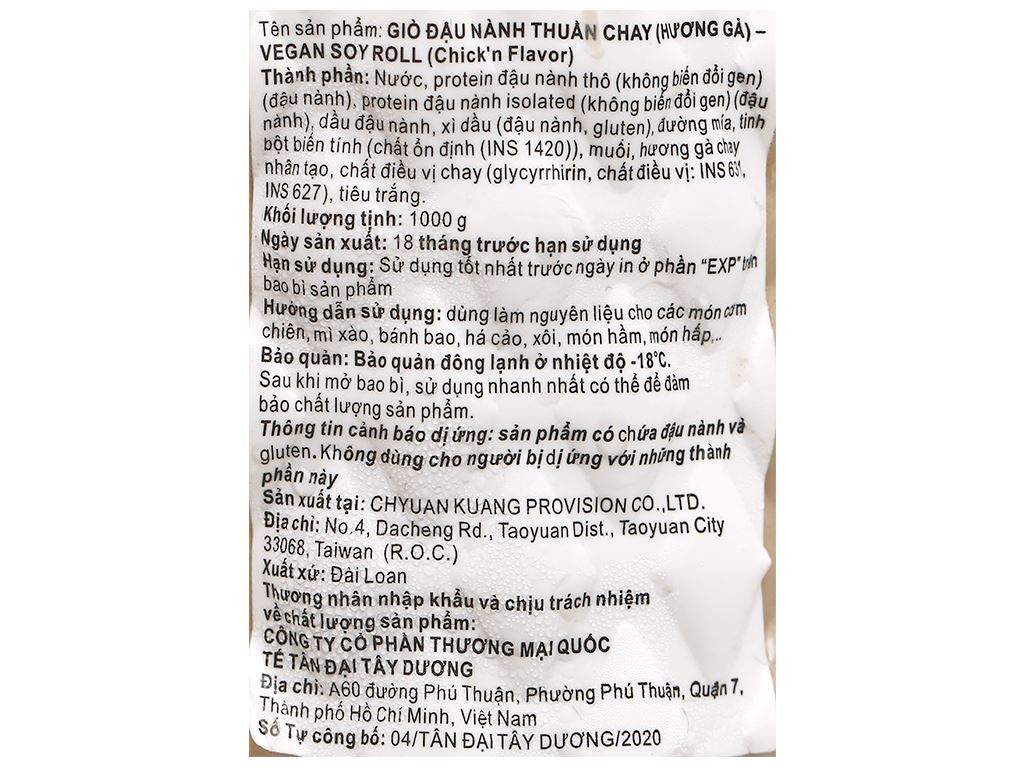 Tên sản phẩm: GIÒ ĐẬU NÀNH THUẦN CHAY (HƯƠNG GÀ) –
VEGAN SOY ROLL (Chick'n Flavor)
Thành phần: Nước, protein đậu nành thô (không biến đổi gen)
(đậu nành), protein đậu nành isolated (không biến đổi gen) (đậu
nành), dầu đậu nành, xì dầu (đậu nành, gluten), đường mía, tinh
bột biến tính (chất ổn định (INS 1420)), muối, hương gà chay
nhân tạo, chất điều vị chay (glycyrrhirin, chất điều vị: INS 631,
INS 627), tiêu trắng.
Khối lượng tịnh: 1000 g
Ngày sản xuất: 18 tháng trước hạn sử dụng
Hạn sử dụng: Sử dụng tốt nhất trước ngày in ở phần "EXP" trên
bao bì sản phẩm
Hướng dẫn sử dụng: dùng làm nguyên liệu cho các món cơm
chiên, mì xào, bánh bao, há cảo, xôi, món hầm, món hấp,..
Bảo quản: Bảo quản đông lạnh ở nhiệt độ -18°C.
Sau khi mở bao bì, sử dụng nhanh nhất có thể để đảm
bảo chất lượng sản phẩm.
Thông tin cảnh báo dị ứng: sản phẩm có chứa đậu nành và
gluten. Không dùng cho người bị dị ứng với những thành
phần này
Sản xuất tại: CHYUAN KUANG PROVISION CO.,LTD.
Địa chỉ: No.4, Dacheng Rd., Taoyuan Dist., Taoyuan City
33068, Taiwan (R.O.C.)
Xuất xứ: Đài Loan
Thương nhân nhập khẩu và chịu trách nhiệm
về chất lượng sản phẩm:
CÔNG TY CỔ PHẦN THƯƠNG MẠI QUỐC
TẾ TÂN ĐẠI TÂY DƯƠNG
Địa chỉ: A60 đường Phú Thuận, Phường Phú Thuận, Quận 7,
Thành phố Hồ Chí Minh, Việt Nam
Số Tự công bố: 04/TÂN ĐẠI TÂY DƯƠNG/2020